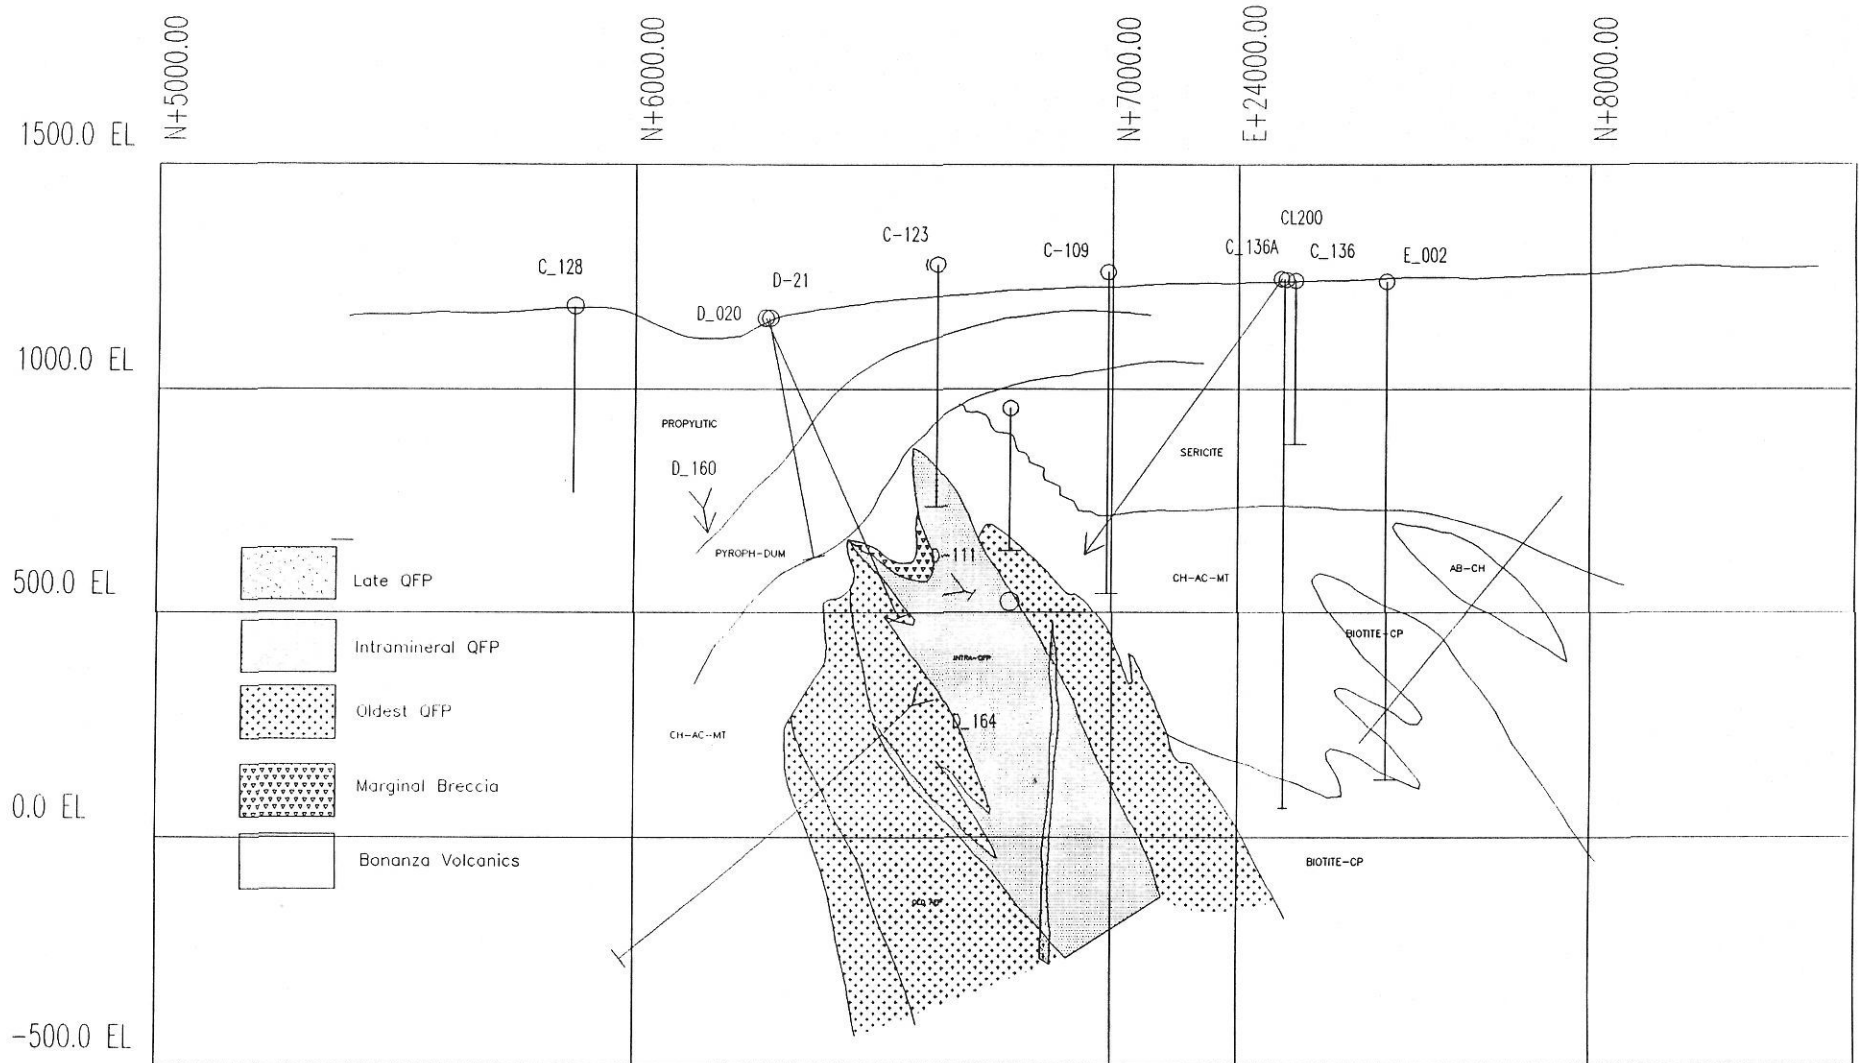 N+5000.00
N+6000.00
N+7000.00
E+24000.00
N+8000.00
1500.0 EL
CL200
C-123
C-109
C_136A
C_136
E_002
C_128
D-21
D_020
1000.0 EL
PROPYLITIC
SERICITE
D_160
PYROPH-DUM
D-111
AB-CH
CH-AC-MT
500.0 EL
Late QFP
BIOTITE-CP
Intramineral QFP
INTRA-QFP
Oldest QFP
D_164
CH-AC-MT
Marginal Breccia
0.0 EL
Bonanza Volcanics
BIOTITE-CP
-500.0 EL